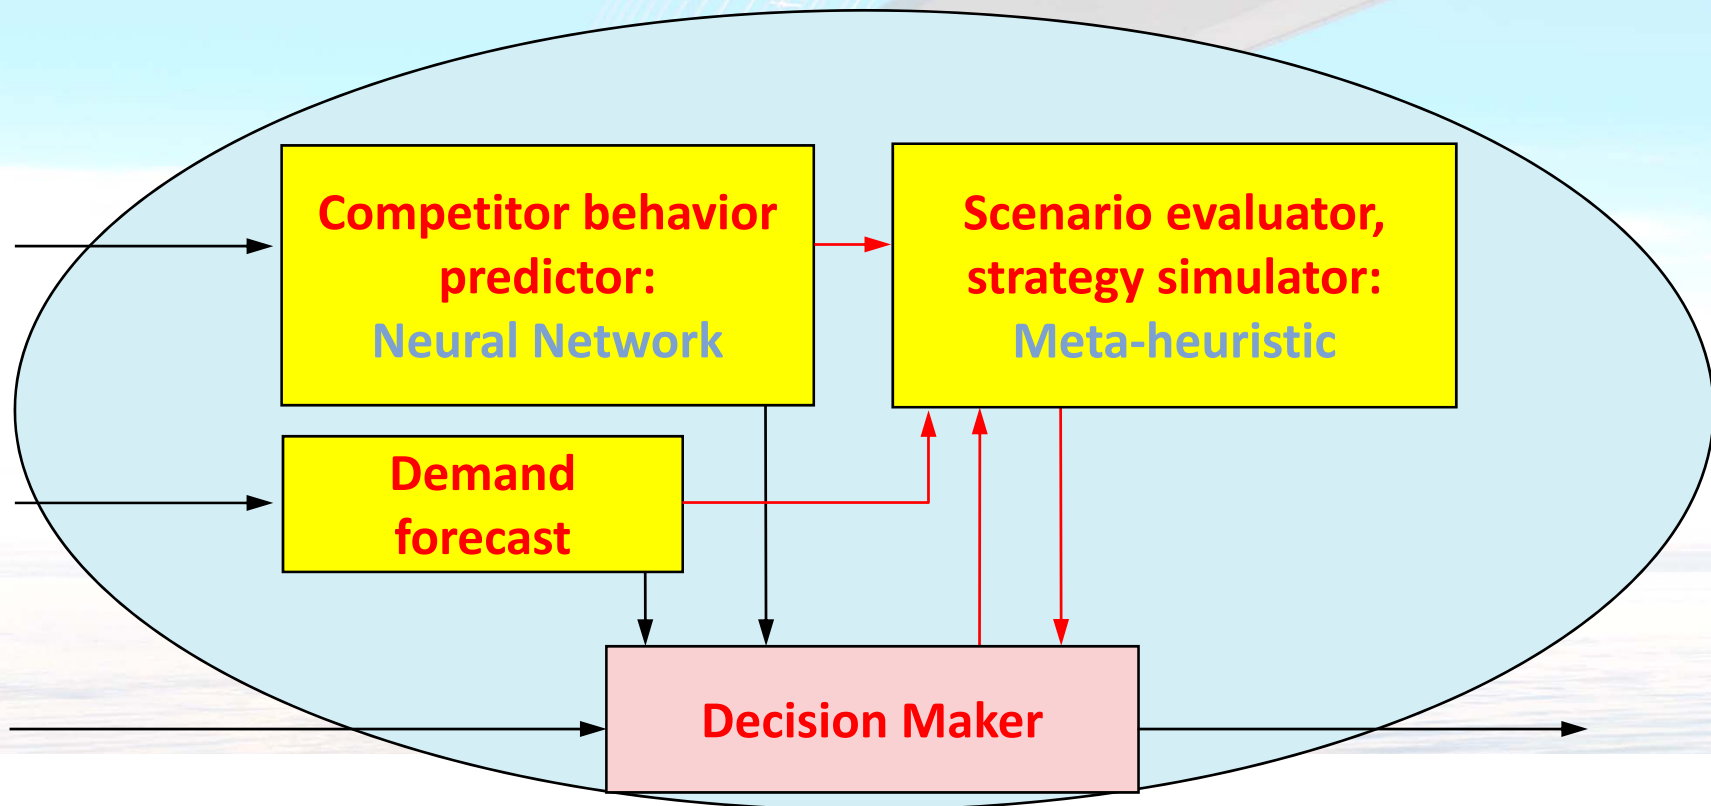 Competitor behavior
predictor:
Neural Network
Scenario evaluator,
strategy simulator:
Meta-heuristic
Demand
forecast
Decision Maker